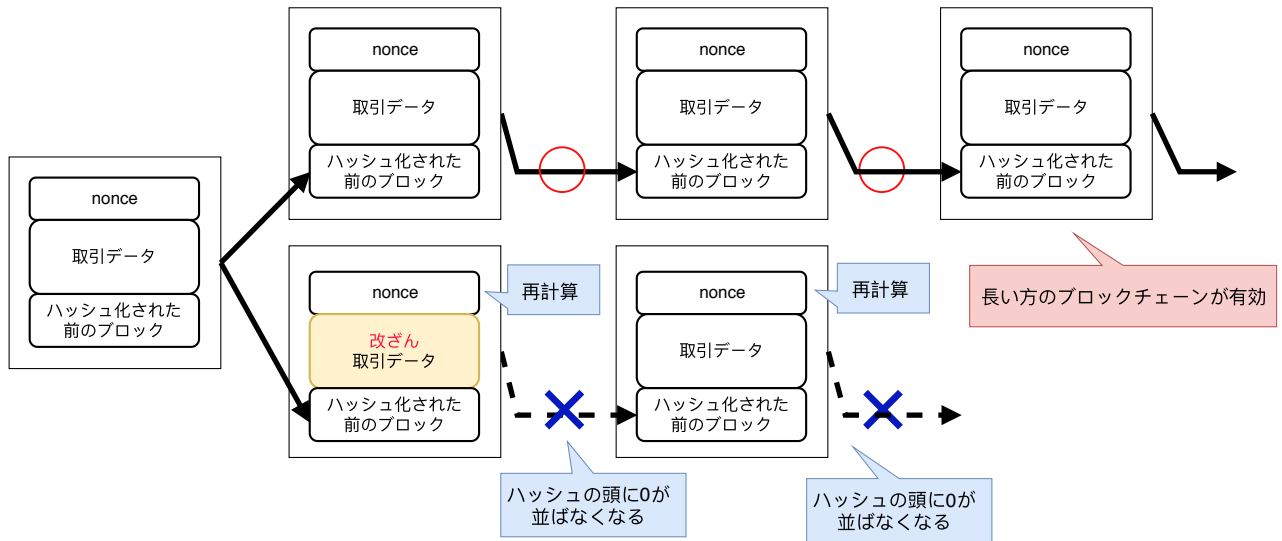 nonce
取引データ
ハッシュ化された
前のブロック
nonce
取引データ
ハッシュ化された
前のブロック
nonce
取引データ
ハッシュ化された
前のブロック
nonce
取引データ
ハッシュ化された
前のブロック
長い方のブロックチェーンが有効
nonce
改ざん
取引データ
ハッシュ化された
前のブロック
再計算
ハッシュの頭に0が
並ばなくなる
nonce
取引データ
ハッシュ化された
前のブロック
再計算
ハッシュの頭に0が
並ばなくなる